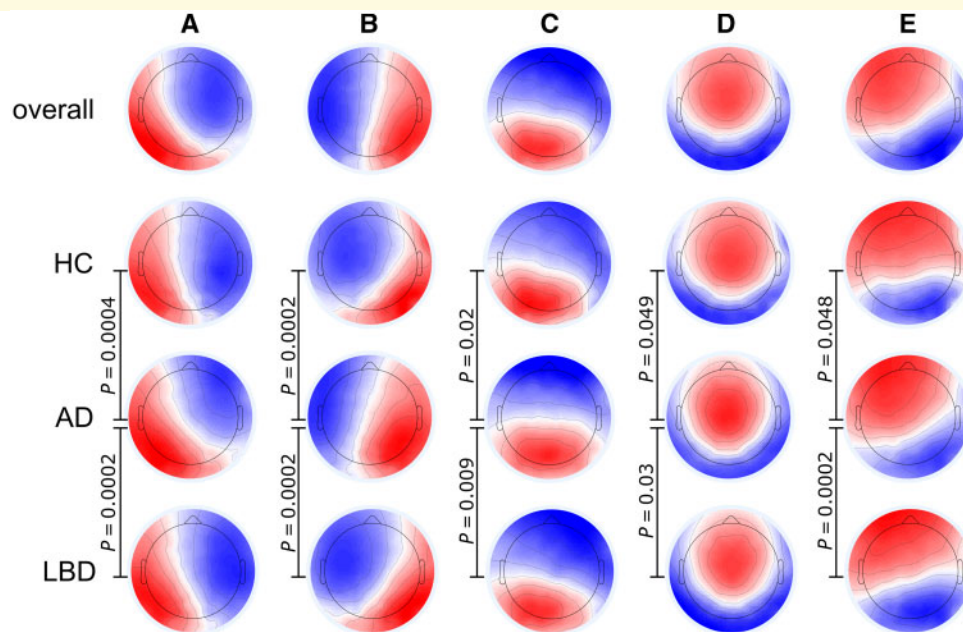 A B C D E
overall
HC
P = 0.0004 P = 0.0002 P = 0.02 P = 0.049 P = 0.048
AD
P = 0.0002 P = 0.0002 P = 0.009 P = 0.03 P = 0.0002
LBD